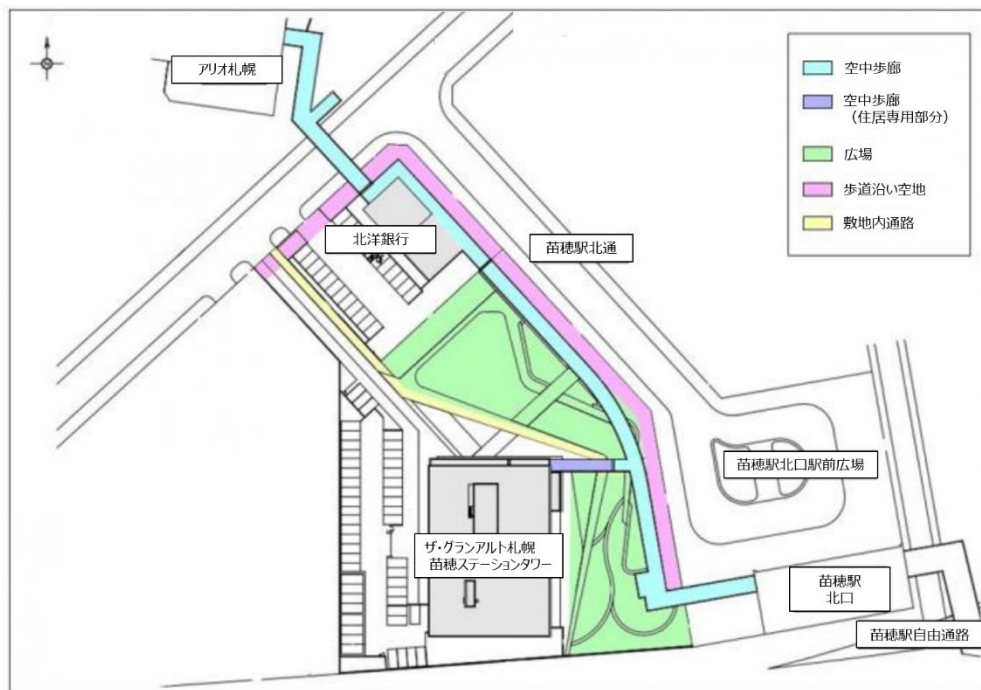 アリオ札幌
空中歩廊
空中歩廊
（住居専用部分）
広場
歩道沿い空地
敷地内通路
北洋銀行
苗穂駅北通
苗穂駅北口駅前広場
ザ・グランアルト札幌
苗穂ステーションタワー
苗穂駅
北口
苗穂駅自由通路